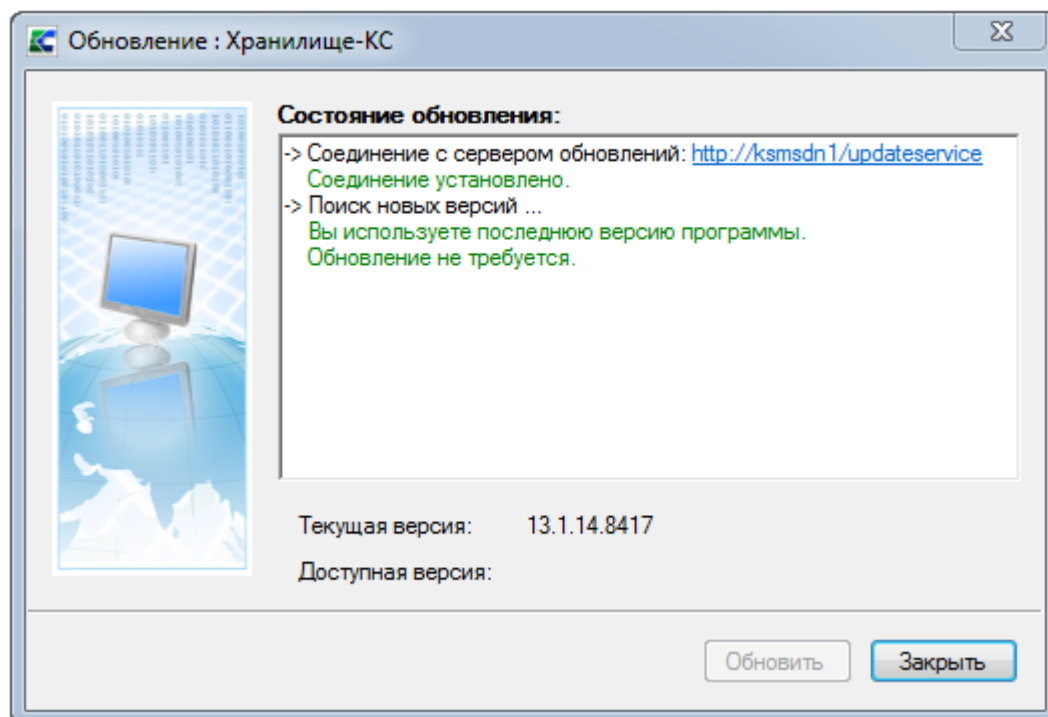 Обновление : Хранилище-КС
Состояние обновления:
-> Соединение с сервером обновлений: http://ksmsdn1/updateservice
Соединение установлено.
-> Поиск новых версий ...
Вы используете последнюю версию программы.
Обновление не требуется.
Текущая версия: 13.1.14.8417
Доступная версия:
Обновить Закрыть